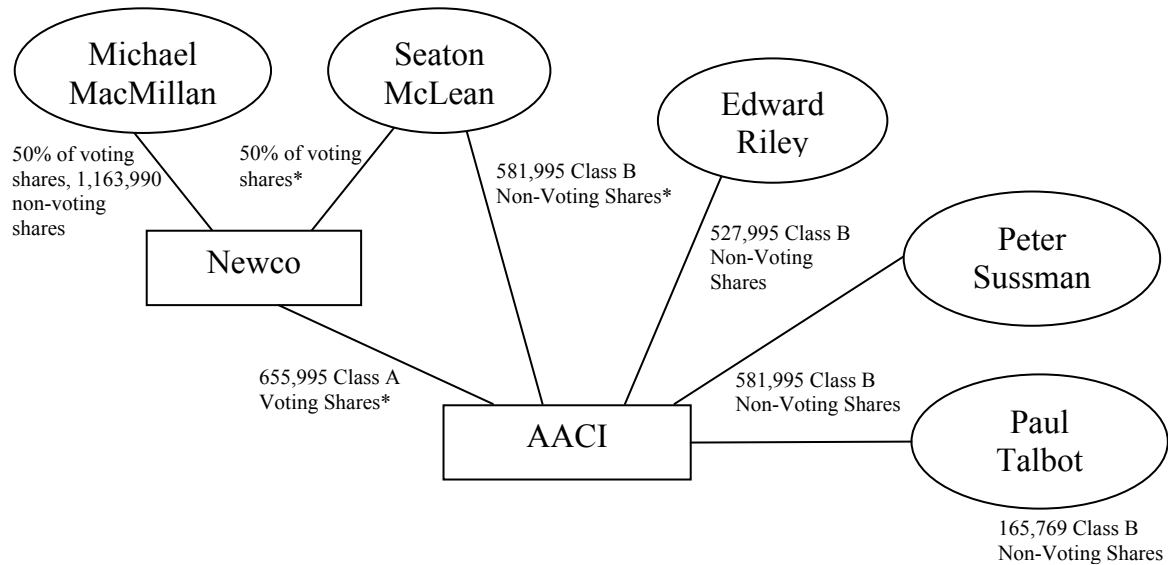 Michael
MacMillan
Seaton
McLean
Edward
Riley
50% of voting
shares, 1,163,990
non-voting
shares
50% of voting
shares*
581,995 Class B
Non-Voting Shares*
527,995 Class B
Non-Voting
Shares
Peter
Sussman
Newco
655,995 Class A
Voting Shares*
581,995 Class B
Non-Voting Shares
AACI
Paul
Talbot
165,769 Class B
Non-Voting Shares